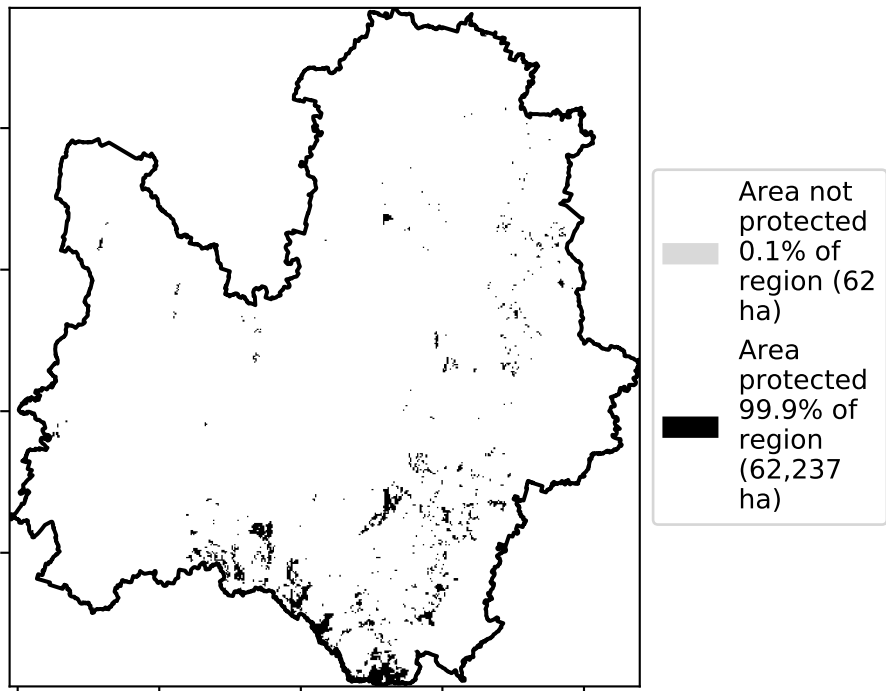 Area not
protected
0.1% of
region (62
ha)
Area
protected
99.9% of
region
(62,237
ha)